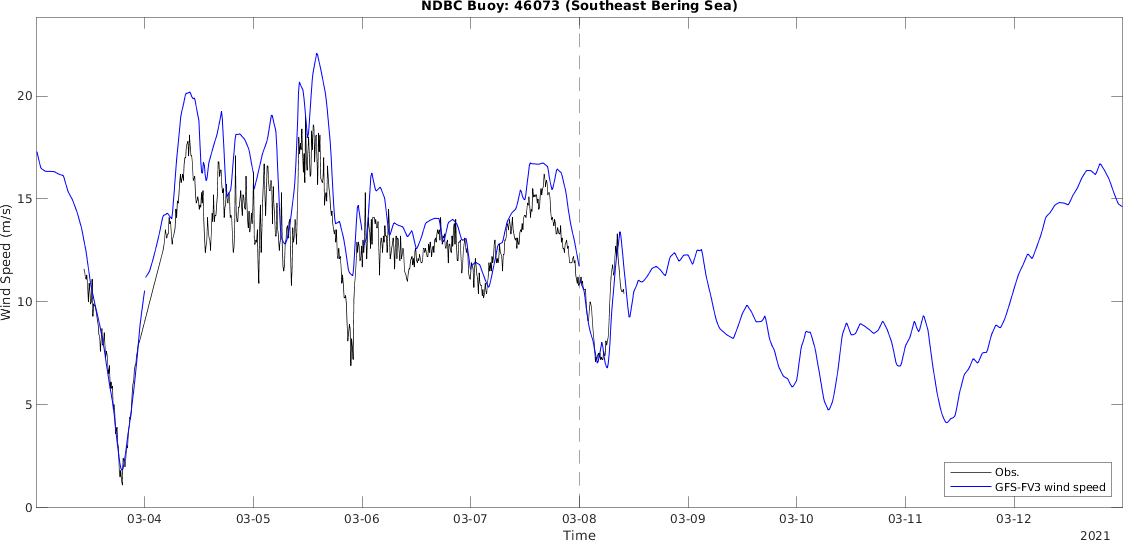 NDBC Buoy: 46073 (Southeast Bering Sea)
Wind Speed (m/s)
20
15
10
5
0
Obs.
GFS-FV3 wind speed
03-04 03-05 03-06 03-07 03-08 03-09 03-10 03-11 03-12
Time
2021